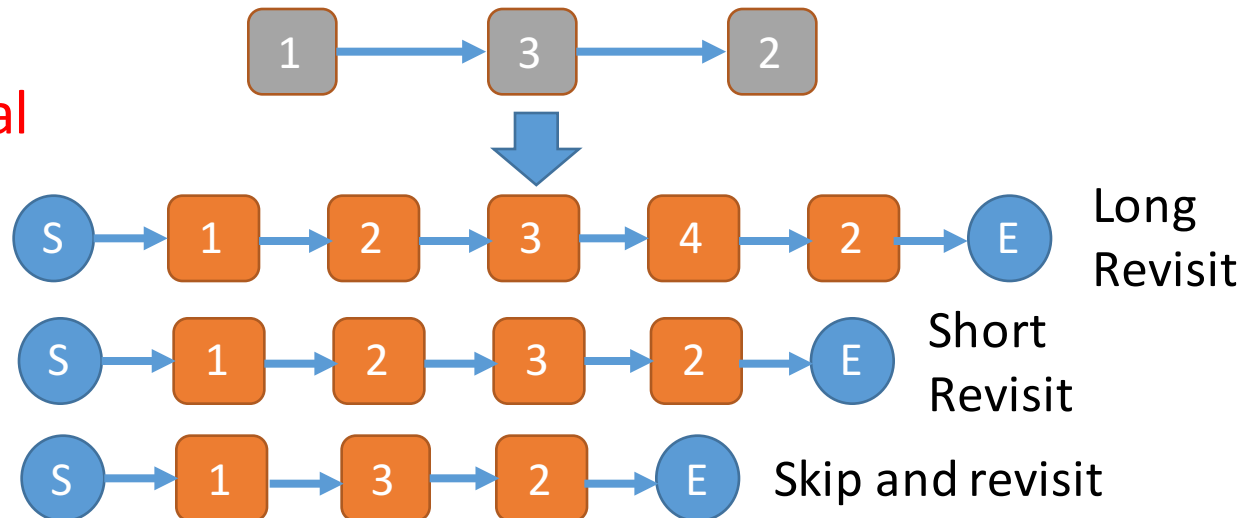 1 3 2
al
S 1 2 3 4 2 E
Long
Revisit
S 1 2 3 2 E
Short
Revisit
S 1 3 2 E
Skip and revisit